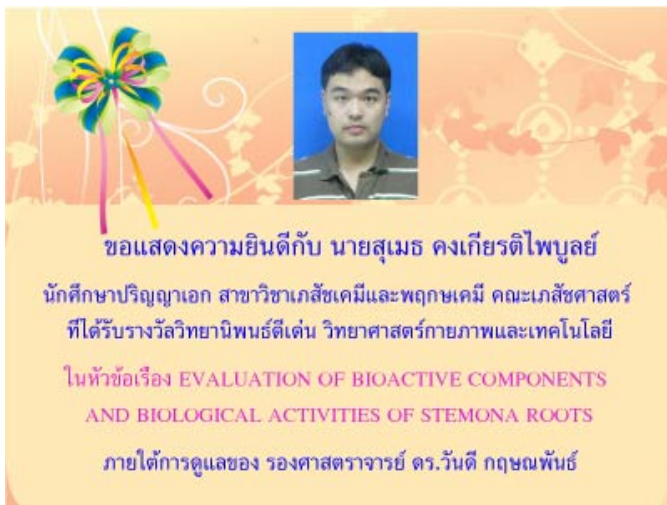 ขอแสดงความยินดีกับ นายสุเมธ คงเกียรติไพบูลย์
นักศึกษาปริญญาเอก สาขาวิชาเภสัชเคมีและพฤกษเคมี คณะเภสัชศาสตร์
ที่ได้รับรางวัลวิทยานิพนธ์ดีเด่น วิทยาศาสตร์กายภาพและเทคโนโลยี
ในหัวข้อเรื่อง EVALUATION OF BIOACTIVE COMPONENTS
AND BIOLOGICAL ACTIVITIES OF STEMONA ROOTS
ภายใต้การดูแลของ รองศาสตราจารย์ ดร.วันดี กฤษณพันธ์